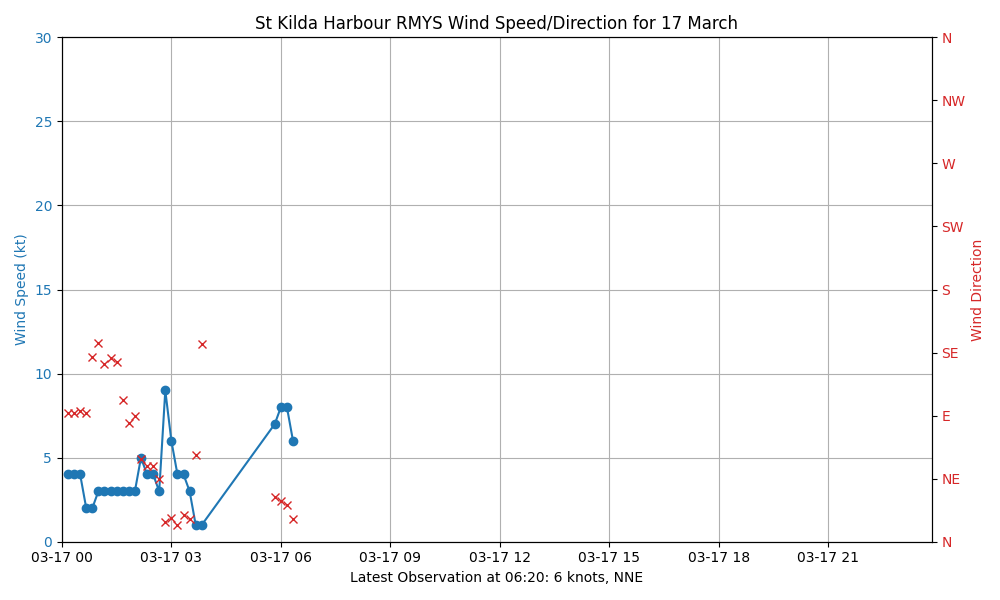 St Kilda Harbour RMYS Wind Speed/Direction for 17 March
30
25
20
15
10
5
0
Wind Speed (kt)
N
NW
W
SW
S
SE
E
NE
N
Wind Direction
03-17 00
03-17 03
03-17 06
03-17 09
03-17 12
03-17 15
03-17 18
03-17 21
Latest Observation at 06:20: 6 knots, NNE